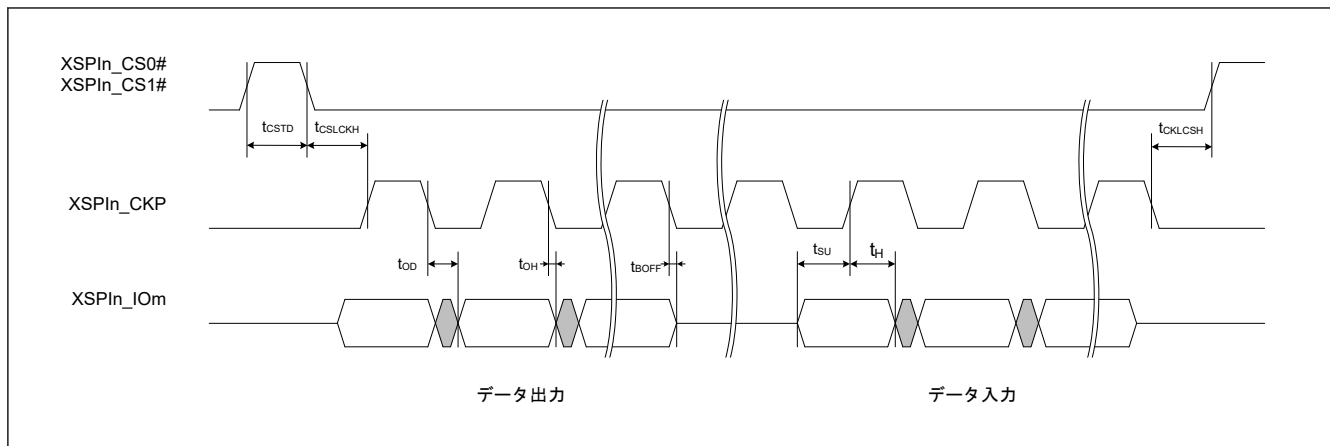 XSPIn_CS0#
XSPIn_CS1#
tCSTD
tCSLCKH
tCKLCSH
XSPIn_CKP
tOD
tOH
tBOFF
tSU
tH
XSPIn_IOm
データ出力
データ入力